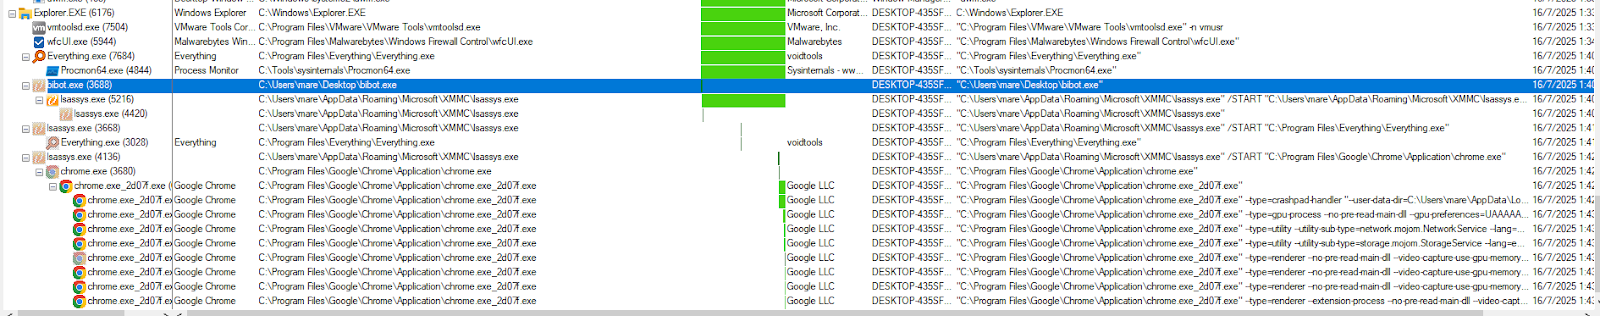 Explorer.EXE (6176) Windows Explorer C:\Windows\Explorer.EXE Microsoft Corporat... DESKTOP-435SF... C:\Windows\Explorer.EXE 16/7/2025 1:33
vmtoolsd.exe (7504) VMware Tools Cor... C:\Program Files\VMware\VMware Tools\vmtoolsd.exe VMware, Inc. DESKTOP-435SF... "C:\Program Files\VMware\VMware Tools\vmtoolsd.exe" -n vmusr 16/7/2025 1:33
wfcUI.exe (5944) Malwarebytes Win... C:\Program Files\Malwarebytes\Windows Firewall Control\wfcUI.exe Malwarebytes DESKTOP-435SF... "C:\Program Files\Malwarebytes\Windows Firewall Control\wfcUI.exe" 16/7/2025 1:34
Everything.exe (7684) Everything C:\Program Files\Everything\Everything.exe voidtools DESKTOP-435SF... "C:\Program Files\Everything\Everything.exe" 16/7/2025 1:40
Procmon64.exe (4844) Process Monitor C:\Tools\sysinternals\Procmon64.exe Sysinternals - ww... DESKTOP-435SF... "C:\Tools\sysinternals\Procmon64.exe" 16/7/2025 1:40
bibot.exe (3688) C:\Users\mare\Desktop\bibot.exe DESKTOP-435SF... "C:\Users\mare\Desktop\bibot.exe" 16/7/2025 1:40
lsassys.exe (5216) C:\Users\mare\AppData\Roaming\Microsoft\XMMC\lsassys.exe DESKTOP-435SF... "C:\Users\mare\AppData\Roaming\Microsoft\XMMC\lsassys.exe" /START "C:\Users\mare\AppData\Roaming\Microsoft\XMMC\lsassys.e... 16/7/2025 1:40
lsassys.exe (4420) C:\Users\mare\AppData\Roaming\Microsoft\XMMC\lsassys.exe DESKTOP-435SF... "C:\Users\mare\AppData\Roaming\Microsoft\XMMC\lsassys.exe" 16/7/2025 1:40
lsassys.exe (3668) C:\Users\mare\AppData\Roaming\Microsoft\XMMC\lsassys.exe DESKTOP-435SF... "C:\Users\mare\AppData\Roaming\Microsoft\XMMC\lsassys.exe" /START "C:\Program Files\Everything\Everything.exe" 16/7/2025 1:41
Everything.exe (3028) Everything C:\Program Files\Everything\Everything.exe voidtools DESKTOP-435SF... "C:\Program Files\Everything\Everything.exe" 16/7/2025 1:41
lsassys.exe (4136) C:\Users\mare\AppData\Roaming\Microsoft\XMMC\lsassys.exe DESKTOP-435SF... "C:\Users\mare\AppData\Roaming\Microsoft\XMMC\lsassys.exe" /START "C:\Program Files\Google\Chrome\Application\chrome.exe" 16/7/2025 1:42
chrome.exe (3680) C:\Program Files\Google\Chrome\Application\chrome.exe DESKTOP-435SF... "C:\Program Files\Google\Chrome\Application\chrome.exe" 16/7/2025 1:42
chrome.exe_2d07f.exe ( Google Chrome C:\Program Files\Google\Chrome\Application\chrome.exe_2d07f.exe Google LLC DESKTOP-435SF... "C:\Program Files\Google\Chrome\Application\chrome.exe_2d07f.exe" 16/7/2025 1:42
chrome.exe_2d07f.ex Google Chrome C:\Program Files\Google\Chrome\Application\chrome.exe_2d07f.exe Google LLC DESKTOP-435SF... "C:\Program Files\Google\Chrome\Application\chrome.exe_2d07f.exe" --type=crashpad-handler "--user-data-dir=C:\Users\mare\AppData\Lo... 16/7/2025 1:42
chrome.exe_2d07f.ex Google Chrome C:\Program Files\Google\Chrome\Application\chrome.exe_2d07f.exe Google LLC DESKTOP-435SF... "C:\Program Files\Google\Chrome\Application\chrome.exe_2d07f.exe" --type=gpu-process --no-pre-read-main-dll --gpu-preferences=UAAAAA... 16/7/2025 1:43
chrome.exe_2d07f.ex Google Chrome C:\Program Files\Google\Chrome\Application\chrome.exe_2d07f.exe Google LLC DESKTOP-435SF... "C:\Program Files\Google\Chrome\Application\chrome.exe_2d07f.exe" --type=utility --utility-sub-type=network.mojom.NetworkService --lang=... 16/7/2025 1:43
chrome.exe_2d07f.ex Google Chrome C:\Program Files\Google\Chrome\Application\chrome.exe_2d07f.exe Google LLC DESKTOP-435SF... "C:\Program Files\Google\Chrome\Application\chrome.exe_2d07f.exe" --type=utility --utility-sub-type=storage.mojom.StorageService --lang=e... 16/7/2025 1:43
chrome.exe_2d07f.ex Google Chrome C:\Program Files\Google\Chrome\Application\chrome.exe_2d07f.exe Google LLC DESKTOP-435SF... "C:\Program Files\Google\Chrome\Application\chrome.exe_2d07f.exe" --type=renderer --no-pre-read-main-dll --video-capture-use-gpu-memory... 16/7/2025 1:43
chrome.exe_2d07f.ex Google Chrome C:\Program Files\Google\Chrome\Application\chrome.exe_2d07f.exe Google LLC DESKTOP-435SF... "C:\Program Files\Google\Chrome\Application\chrome.exe_2d07f.exe" --type=renderer --no-pre-read-main-dll --video-capture-use-gpu-memory... 16/7/2025 1:43
chrome.exe_2d07f.ex Google Chrome C:\Program Files\Google\Chrome\Application\chrome.exe_2d07f.exe Google LLC DESKTOP-435SF... "C:\Program Files\Google\Chrome\Application\chrome.exe_2d07f.exe" --type=renderer --no-pre-read-main-dll --video-capture-use-gpu-memory... 16/7/2025 1:43
chrome.exe_2d07f.ex Google Chrome C:\Program Files\Google\Chrome\Application\chrome.exe_2d07f.exe Google LLC DESKTOP-435SF... "C:\Program Files\Google\Chrome\Application\chrome.exe_2d07f.exe" --type=renderer --extension-process --no-pre-read-main-dll --video-capt... 16/7/2025 1:43